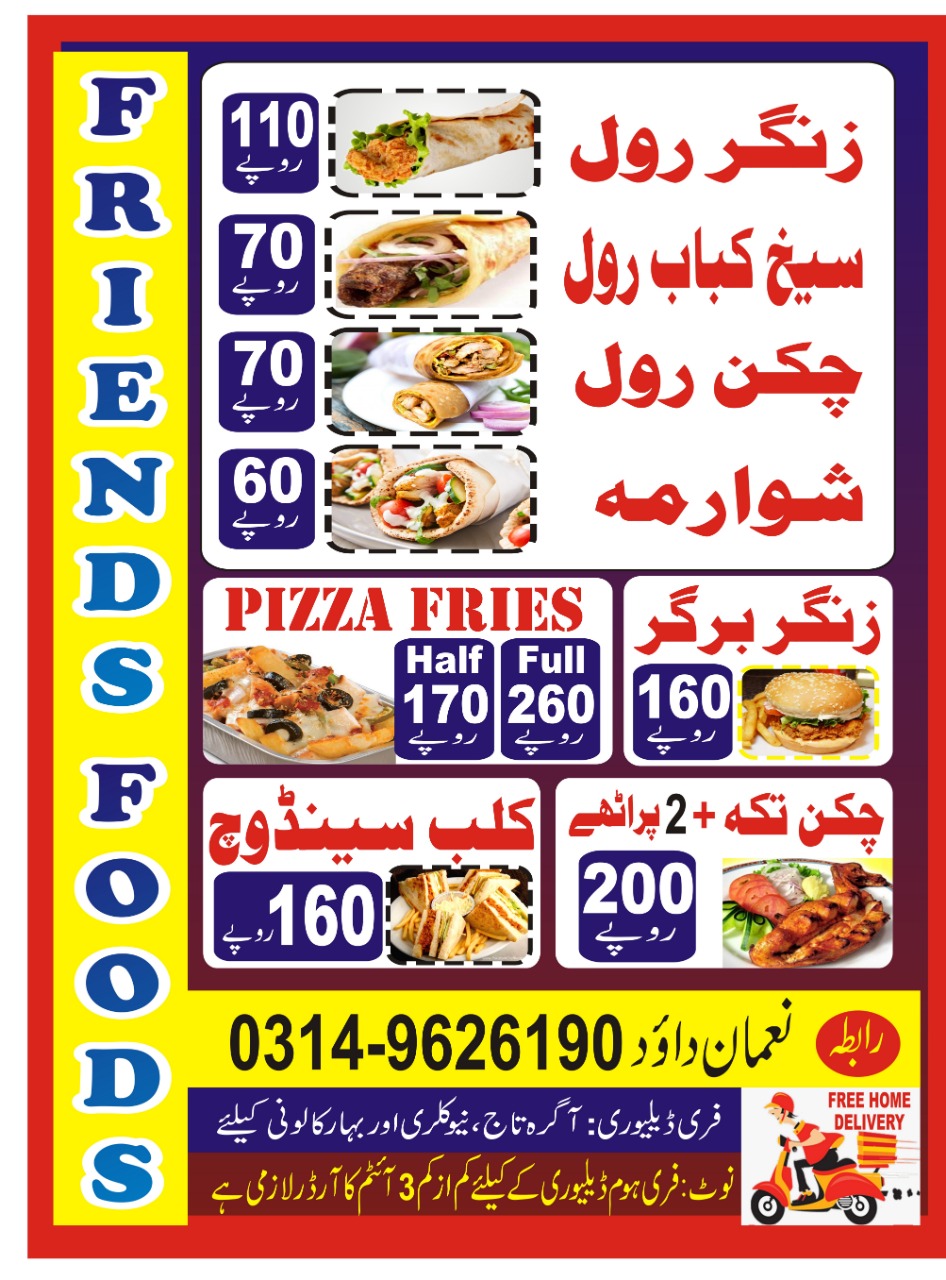 FRIENDS FOODS
زنگر رول
110 روپے
سیخ کباب رول
70 روپے
چکن رول
70 روپے
شوارمہ
60 روپے
PIZZA FRIES
Half 170 روپے
Full 260 روپے
زنگر برگر
160 روپے
کلب سینڈوچ
160 روپے
چکن تکہ + 2 پراٹھے
200 روپے
رابطہ نعمان داؤد 0314-9626190
فری ڈیلیوری: آگرہ تاج، نیو کلری اور بہار کالونی کیلئے
نوٹ: فری ہوم ڈیلیوری کے کیلئے کم از کم 3 آئٹم کا آرڈر لازمی ہے
FREE HOME
DELIVERY